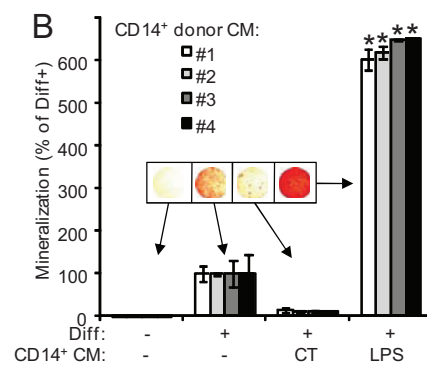 B
CD14+ donor CM:
#1
#2
#3
#4
Mineralization (% of Diff+)
600
500
400
300
200
100
0
* * * *
Diff: - + + +
CD14+ CM: - - CT LPS